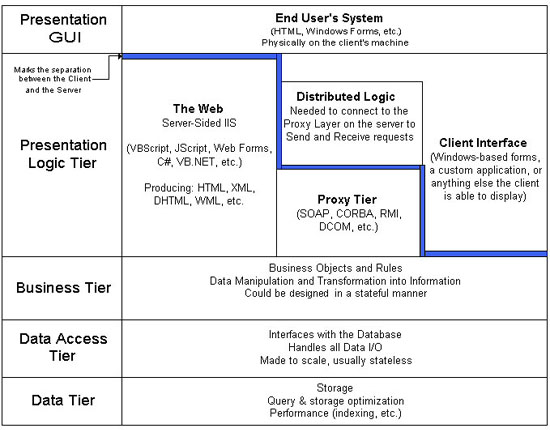 Presentation
GUI
End User's System
(HTML, Windows Forms, etc.)
Physically on the client's machine
Marks the separation
between the Client
and the Server
Presentation
Logic Tier
The Web
Server-Sided IIS
(VBScript, JScript, Web Forms,
C#, VB.NET, etc.)
Producing: HTML, XML,
DHTML, WML, etc.
Distributed Logic
Needed to connect to the
Proxy Layer on the server to
Send and Receive requests
Proxy Tier
(SOAP, CORBA, RMI,
DCOM, etc.)
Client Interface
(Windows-based forms,
a custom application, or
anything else the client
is able to display)
Business Tier
Business Objects and Rules
Data Manipulation and Transformation into Information
Could be designed in a stateful manner
Data Access
Tier
Interfaces with the Database
Handles all Data I/O
Made to scale, usually stateless
Data Tier
Storage
Query & storage optimization
Performance (indexing, etc.)